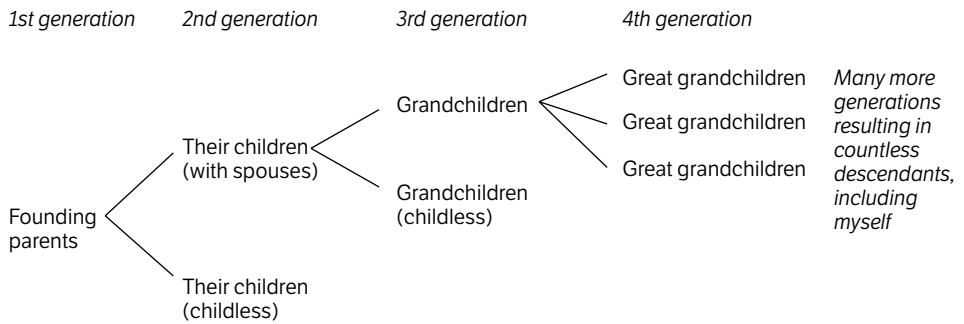 1st generation
2nd generation
3rd generation
4th generation
Founding
parents
Their children
(with spouses)
Their children
(childless)
Grandchildren
Grandchildren
(childless)
Great grandchildren
Great grandchildren
Great grandchildren
Many more
generations
resulting in
countless
descendants,
including
myself